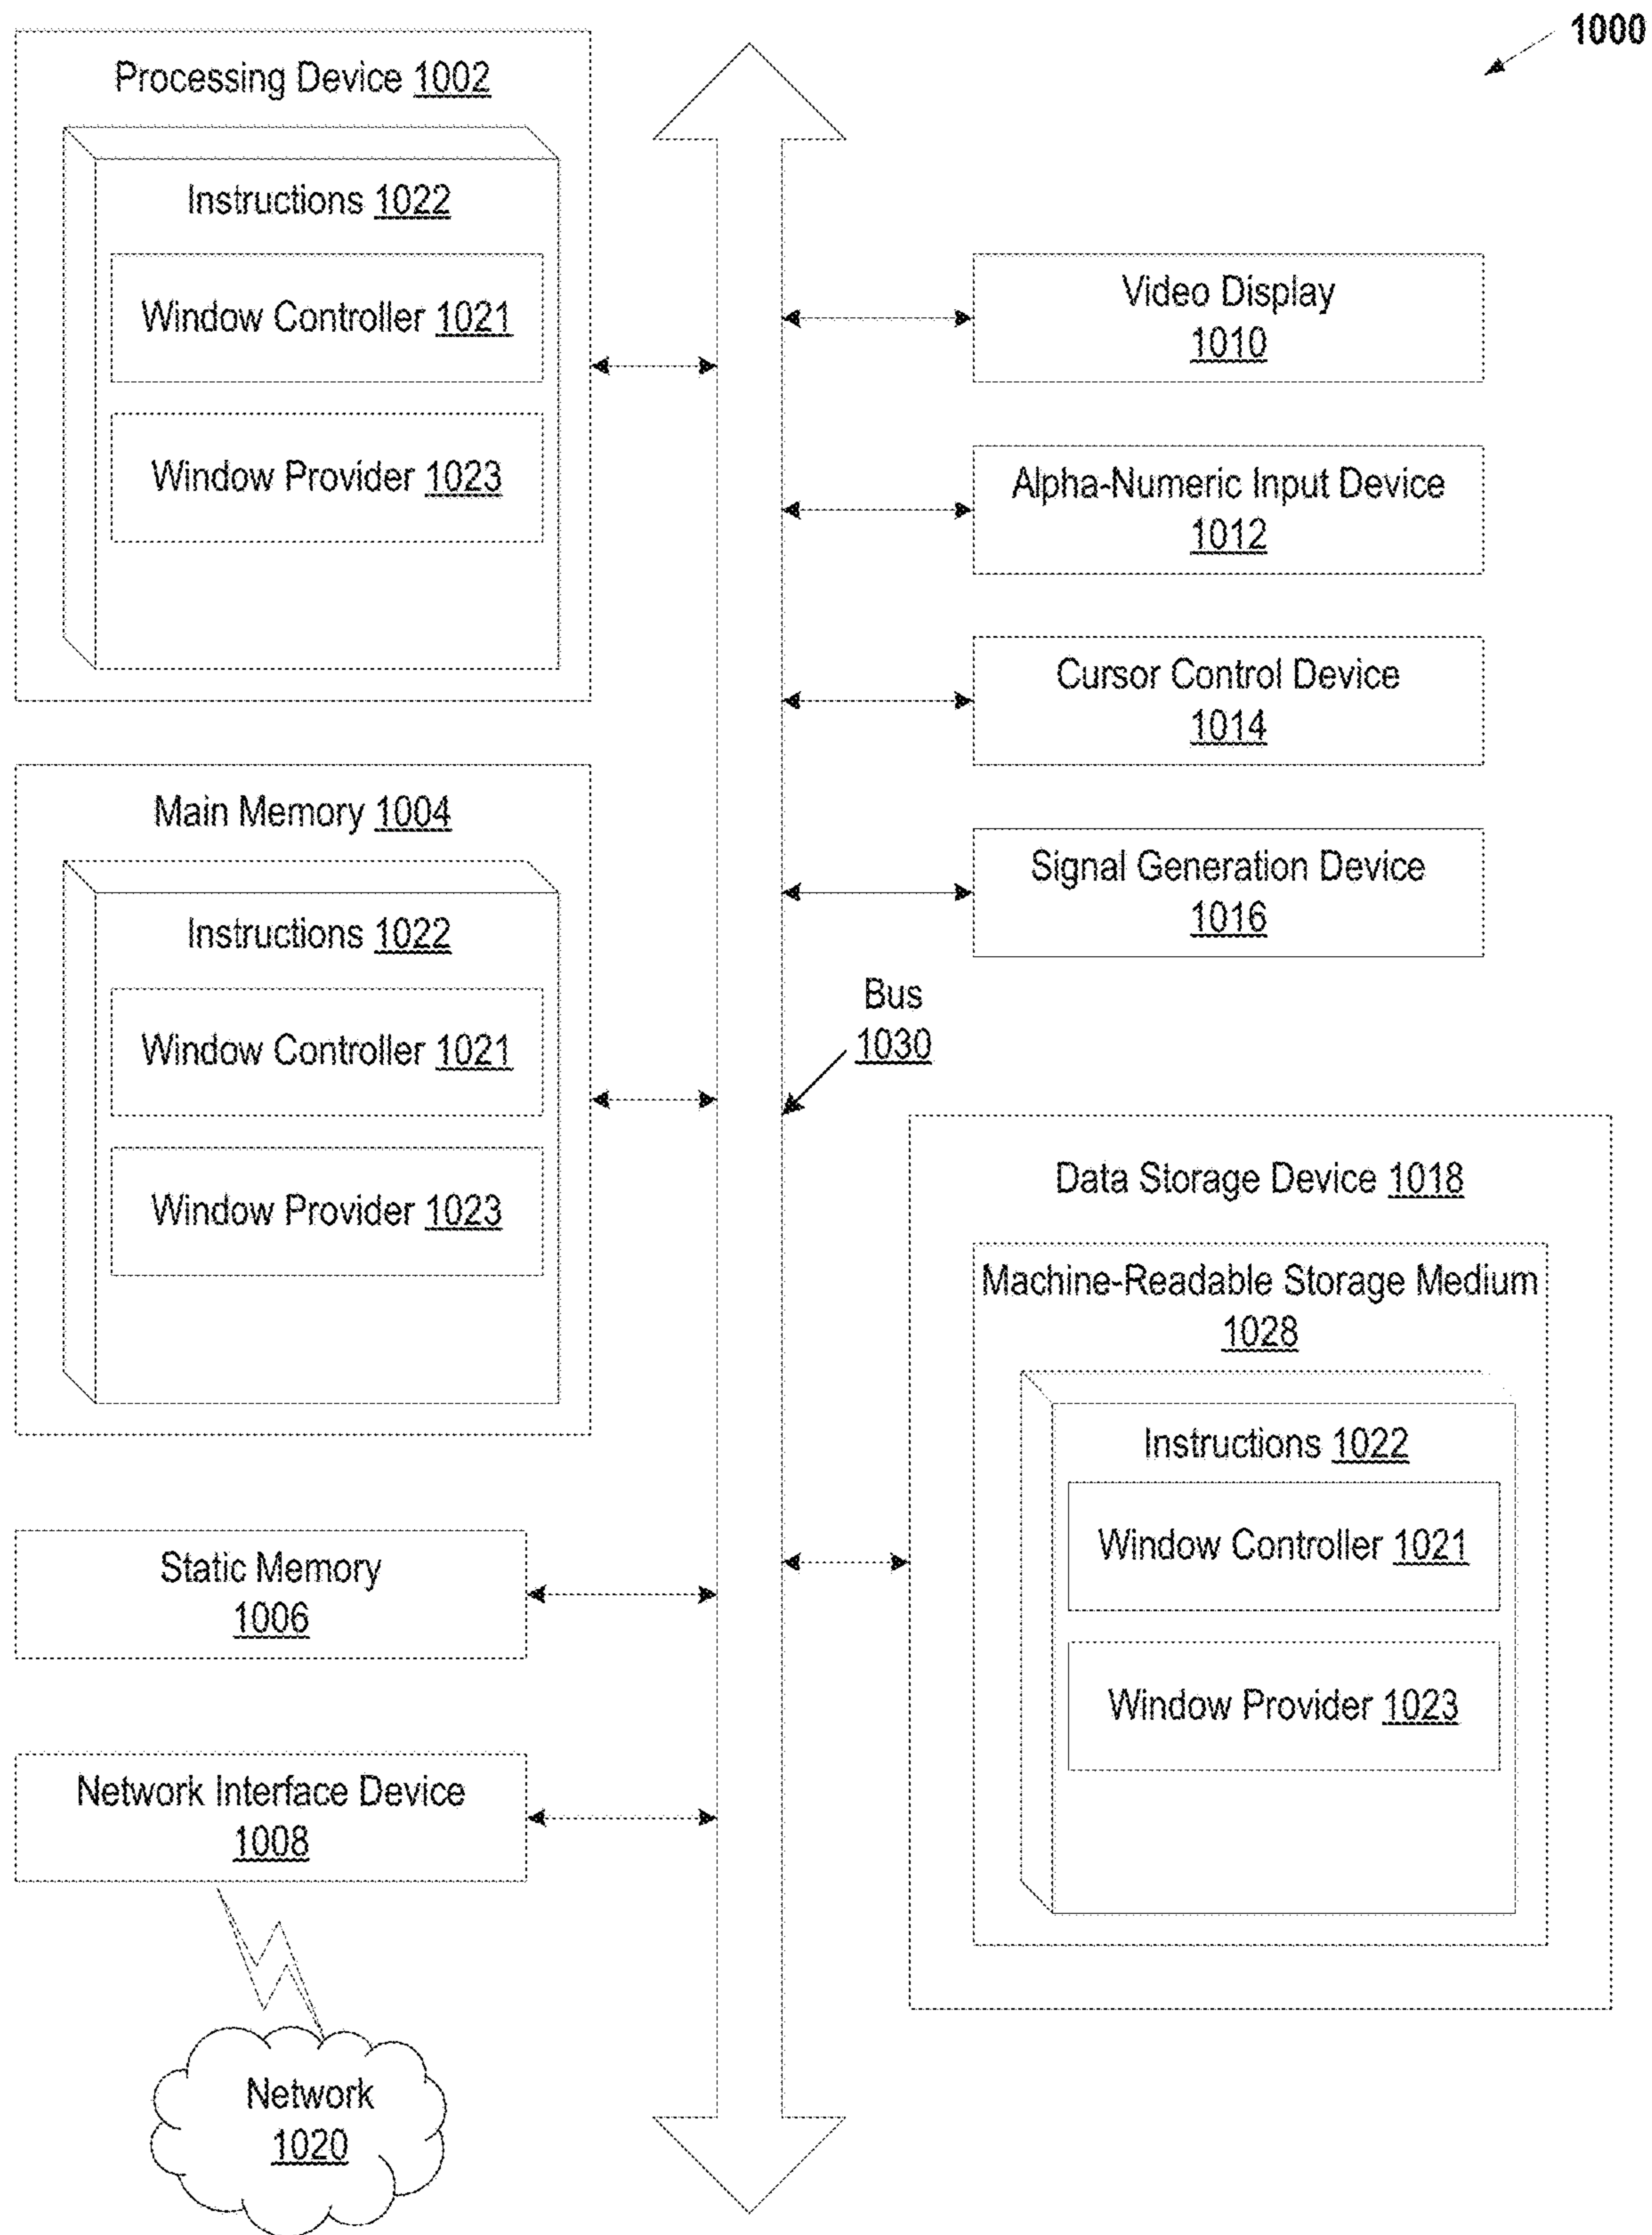 1000
Processing Device 1002
Instructions 1022
Window Controller 1021
Window Provider 1023
Main Memory 1004
Instructions 1022
Window Controller 1021
Window Provider 1023
Static Memory
1006
Network Interface Device
1008
Network
1020
Video Display
1010
Alpha-Numeric Input Device
1012
Cursor Control Device
1014
Signal Generation Device
1016
Bus
1030
Data Storage Device 1018
Machine-Readable Storage Medium
1028
Instructions 1022
Window Controller 1021
Window Provider 1023